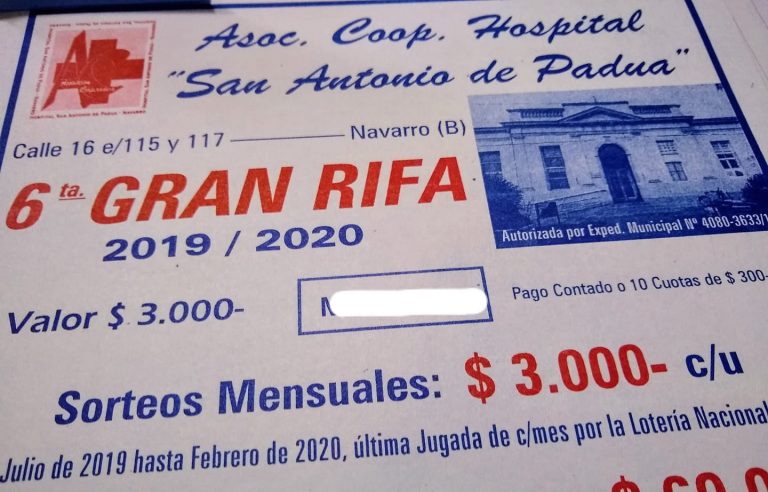 Asoc. Coop. Hospital
"San Antonio de Padua"
Calle 16 e/115 y 117 Navarro (B)
6ta. GRAN RIFA
2019 / 2020
Autorizada por Exped. Municipal Nº 4080-3633/1
Valor $ 3.000-
Pago Contado o 10 Cuotas de $ 300-
Sorteos Mensuales: $ 3.000- c/u
Julio de 2019 hasta Febrero de 2020, última Jugada de c/mes por la Lotería Nacional